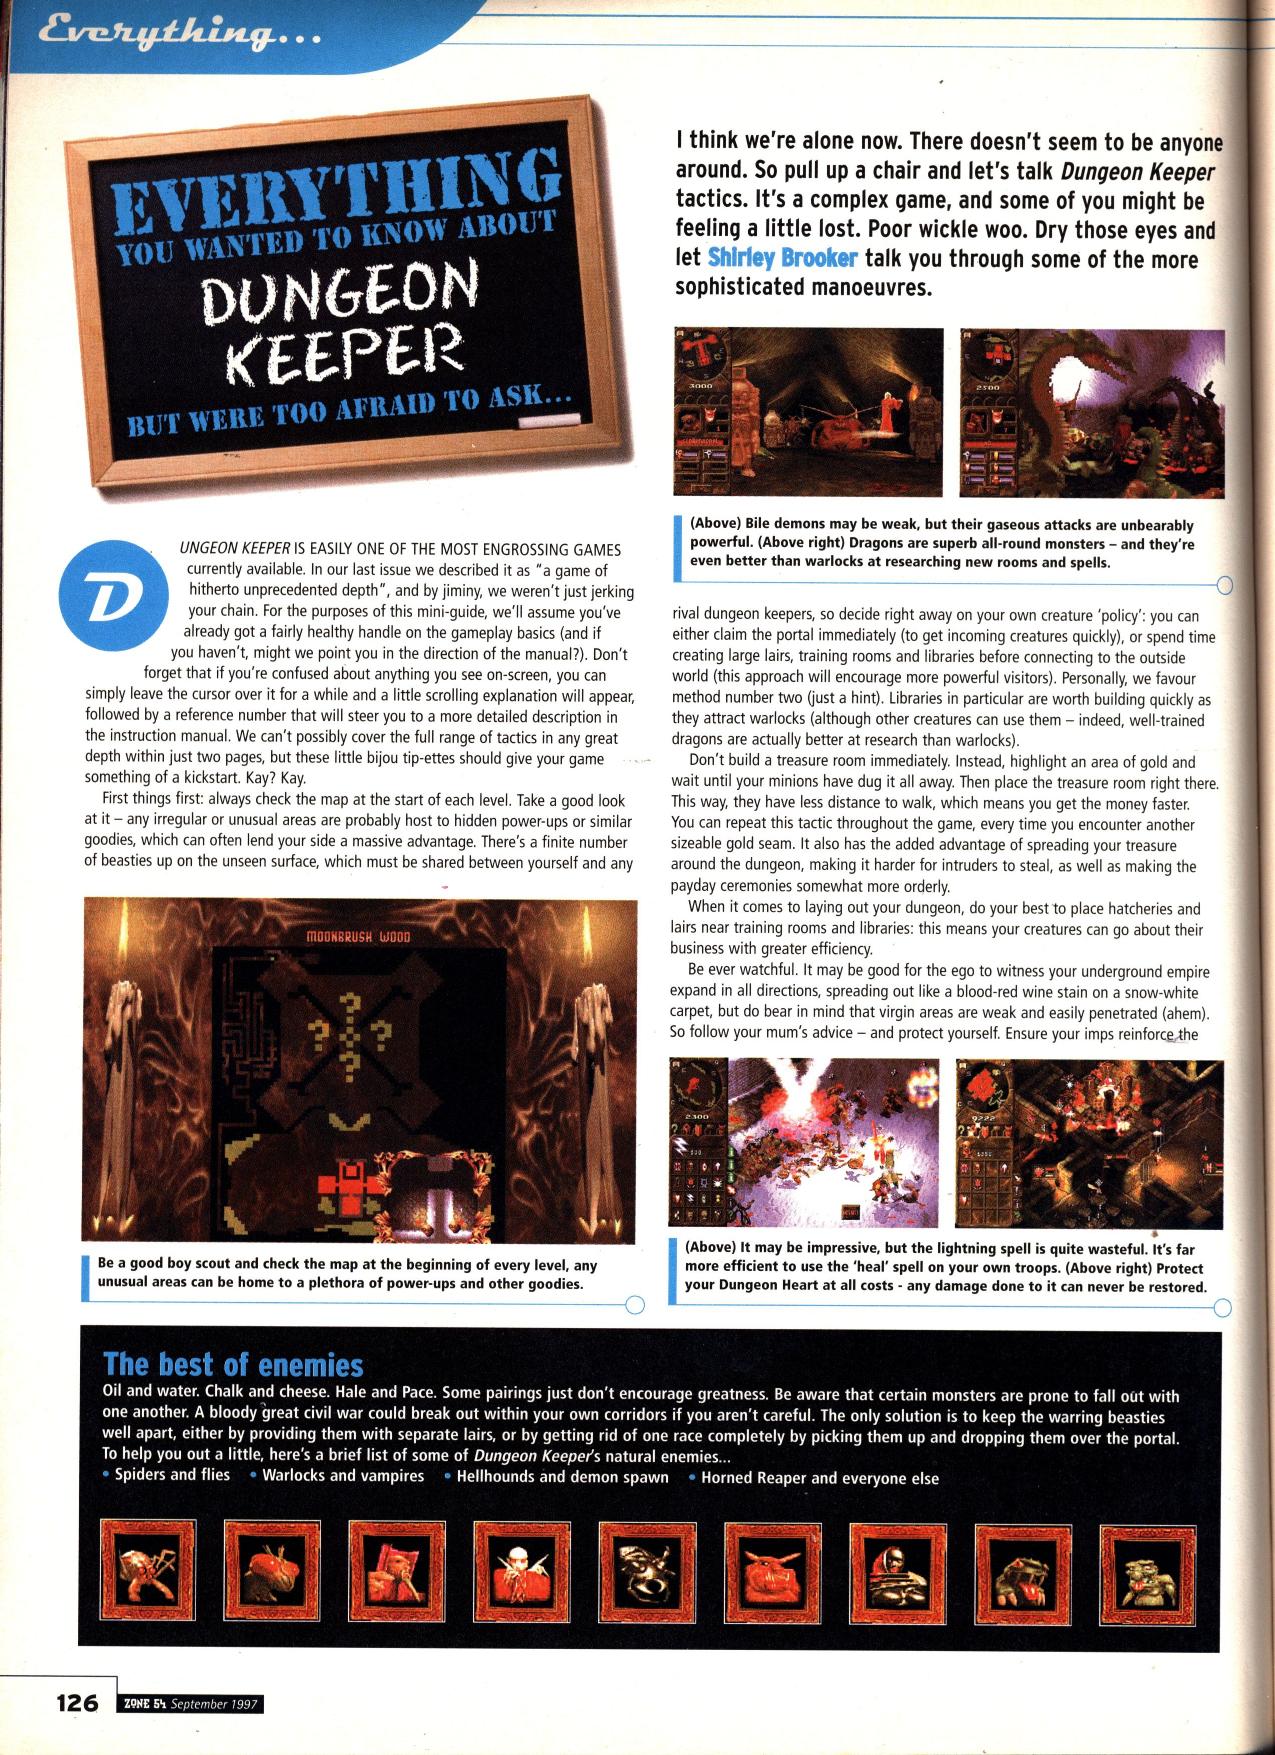 Everything...
EVERYTHING
YOU WANTED TO KNOW ABOUT
DUNGEON
KEEPER
BUT WERE TOO AFRAID TO ASK...
I think we're alone now. There doesn't seem to be anyone
around. So pull up a chair and let's talk Dungeon Keeper
tactics. It's a complex game, and some of you might be
feeling a little lost. Poor wickle woo. Dry those eyes and
let Shirley Brooker talk you through some of the more
sophisticated manoeuvres.
3000
2500
(Above) Bile demons may be weak, but their gaseous attacks are unbearably
powerful. (Above right) Dragons are superb all-round monsters – and they're
even better than warlocks at researching new rooms and spells.
D
UNGEON KEEPER IS EASILY ONE OF THE MOST ENGROSSING GAMES
currently available. In our last issue we described it as "a game of
hitherto unprecedented depth", and by jiminy, we weren't just jerking
your chain. For the purposes of this mini-guide, we'll assume you've
already got a fairly healthy handle on the gameplay basics (and if
you haven't, might we point you in the direction of the manual?). Don't
forget that if you're confused about anything you see on-screen, you can
simply leave the cursor over it for a while and a little scrolling explanation will appear,
followed by a reference number that will steer you to a more detailed description in
the instruction manual. We can't possibly cover the full range of tactics in any great
depth within just two pages, but these little bijou tip-ettes should give your game
something of a kickstart. Kay? Kay.
First things first: always check the map at the start of each level. Take a good look
at it – any irregular or unusual areas are probably host to hidden power-ups or similar
goodies, which can often lend your side a massive advantage. There's a finite number
of beasties up on the unseen surface, which must be shared between yourself and any
rival dungeon keepers, so decide right away on your own creature 'policy': you can
either claim the portal immediately (to get incoming creatures quickly), or spend time
creating large lairs, training rooms and libraries before connecting to the outside
world (this approach will encourage more powerful visitors). Personally, we favour
method number two (just a hint). Libraries in particular are worth building quickly as
they attract warlocks (although other creatures can use them – indeed, well-trained
dragons are actually better at research than warlocks).
Don't build a treasure room immediately. Instead, highlight an area of gold and
wait until your minions have dug it all away. Then place the treasure room right there.
This way, they have less distance to walk, which means you get the money faster.
You can repeat this tactic throughout the game, every time you encounter another
sizeable gold seam. It also has the added advantage of spreading your treasure
around the dungeon, making it harder for intruders to steal, as well as making the
payday ceremonies somewhat more orderly.
When it comes to laying out your dungeon, do your best to place hatcheries and
lairs near training rooms and libraries: this means your creatures can go about their
business with greater efficiency.
Be ever watchful. It may be good for the ego to witness your underground empire
expand in all directions, spreading out like a blood-red wine stain on a snow-white
carpet, but do bear in mind that virgin areas are weak and easily penetrated (ahem).
So follow your mum's advice – and protect yourself. Ensure your imps reinforce the
MOONBRUSH WOOD
? ? ? ? ?
Be a good boy scout and check the map at the beginning of every level, any
unusual areas can be home to a plethora of power-ups and other goodies.
2300
9222
(Above) It may be impressive, but the lightning spell is quite wasteful. It's far
more efficient to use the 'heal' spell on your own troops. (Above right) Protect
your Dungeon Heart at all costs - any damage done to it can never be restored.
The best of enemies
Oil and water. Chalk and cheese. Hale and Pace. Some pairings just don't encourage greatness. Be aware that certain monsters are prone to fall out with
one another. A bloody great civil war could break out within your own corridors if you aren't careful. The only solution is to keep the warring beasties
well apart, either by providing them with separate lairs, or by getting rid of one race completely by picking them up and dropping them over the portal.
To help you out a little, here's a brief list of some of Dungeon Keeper's natural enemies...
• Spiders and flies • Warlocks and vampires • Hellhounds and demon spawn • Horned Reaper and everyone else
126 ZONE 54 September 1997